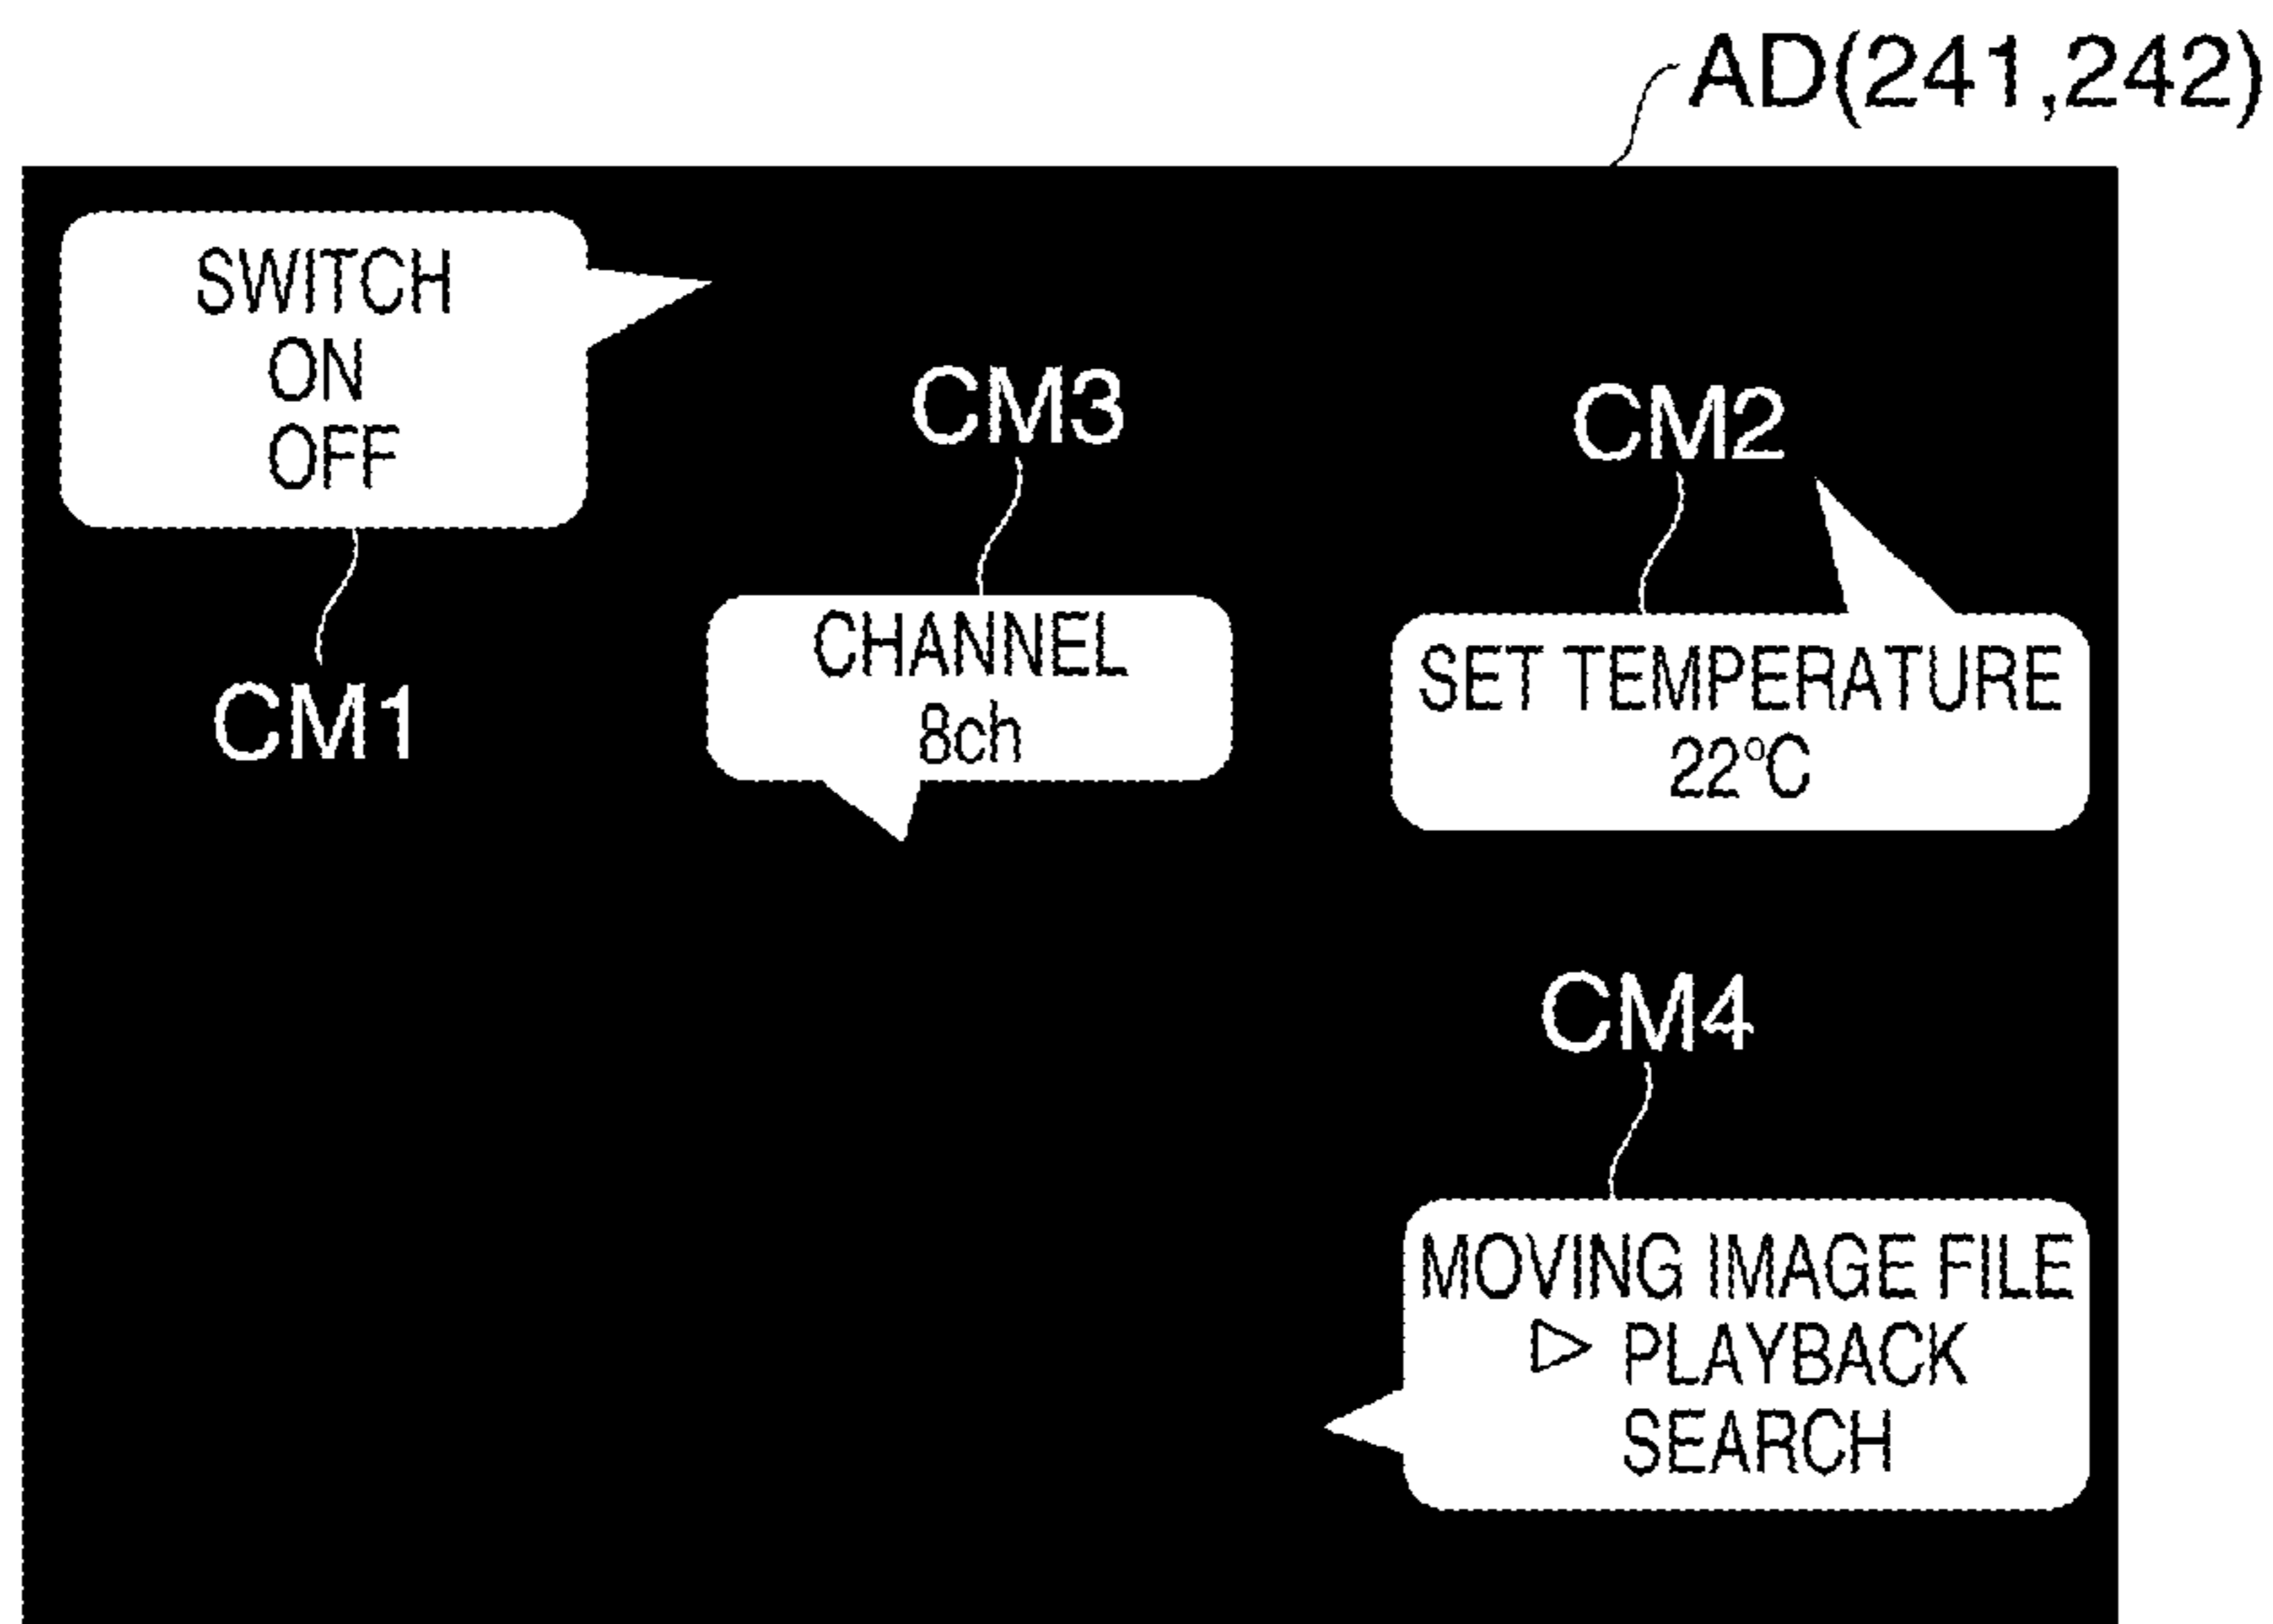 AD(241,242)
SWITCH
ON
OFF
CM1
CM3
CHANNEL
8ch
CM2
SET TEMPERATURE
22°C
CM4
MOVING IMAGE FILE
▷ PLAYBACK
SEARCH